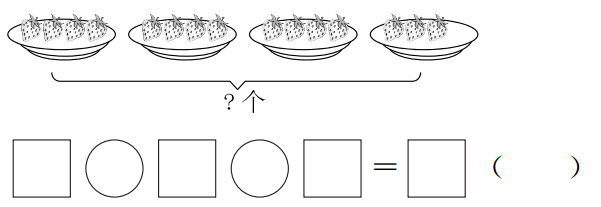 ?个
= ( )